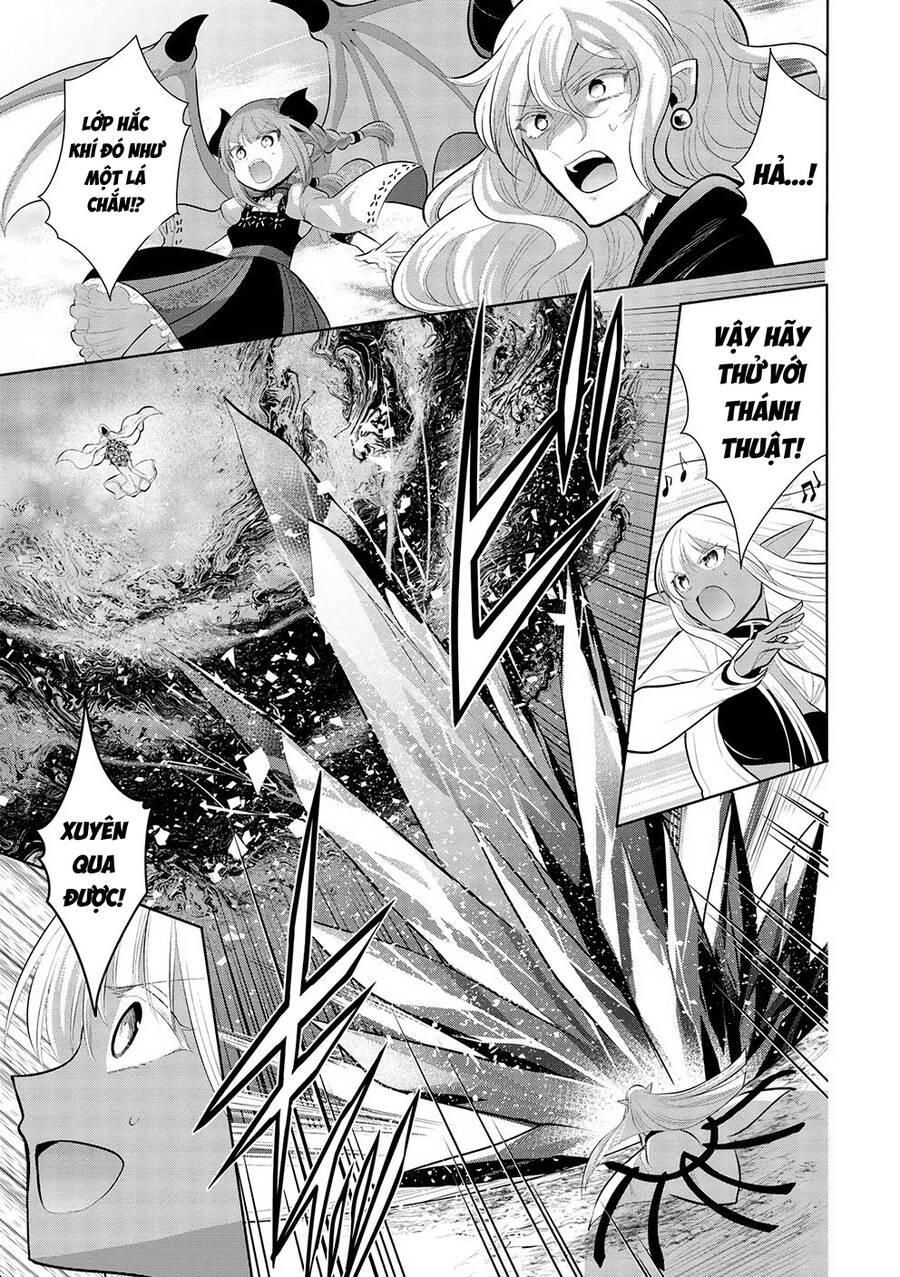 HẢ...!
LỚP HẮC
KHÍ ĐÓ NHƯ
MỘT LÁ
CHẮN!?
VẬY HÃY
THỬ VỚI
THÁNH
THUẬT!
XUYÊN
QUA
ĐƯỢC!